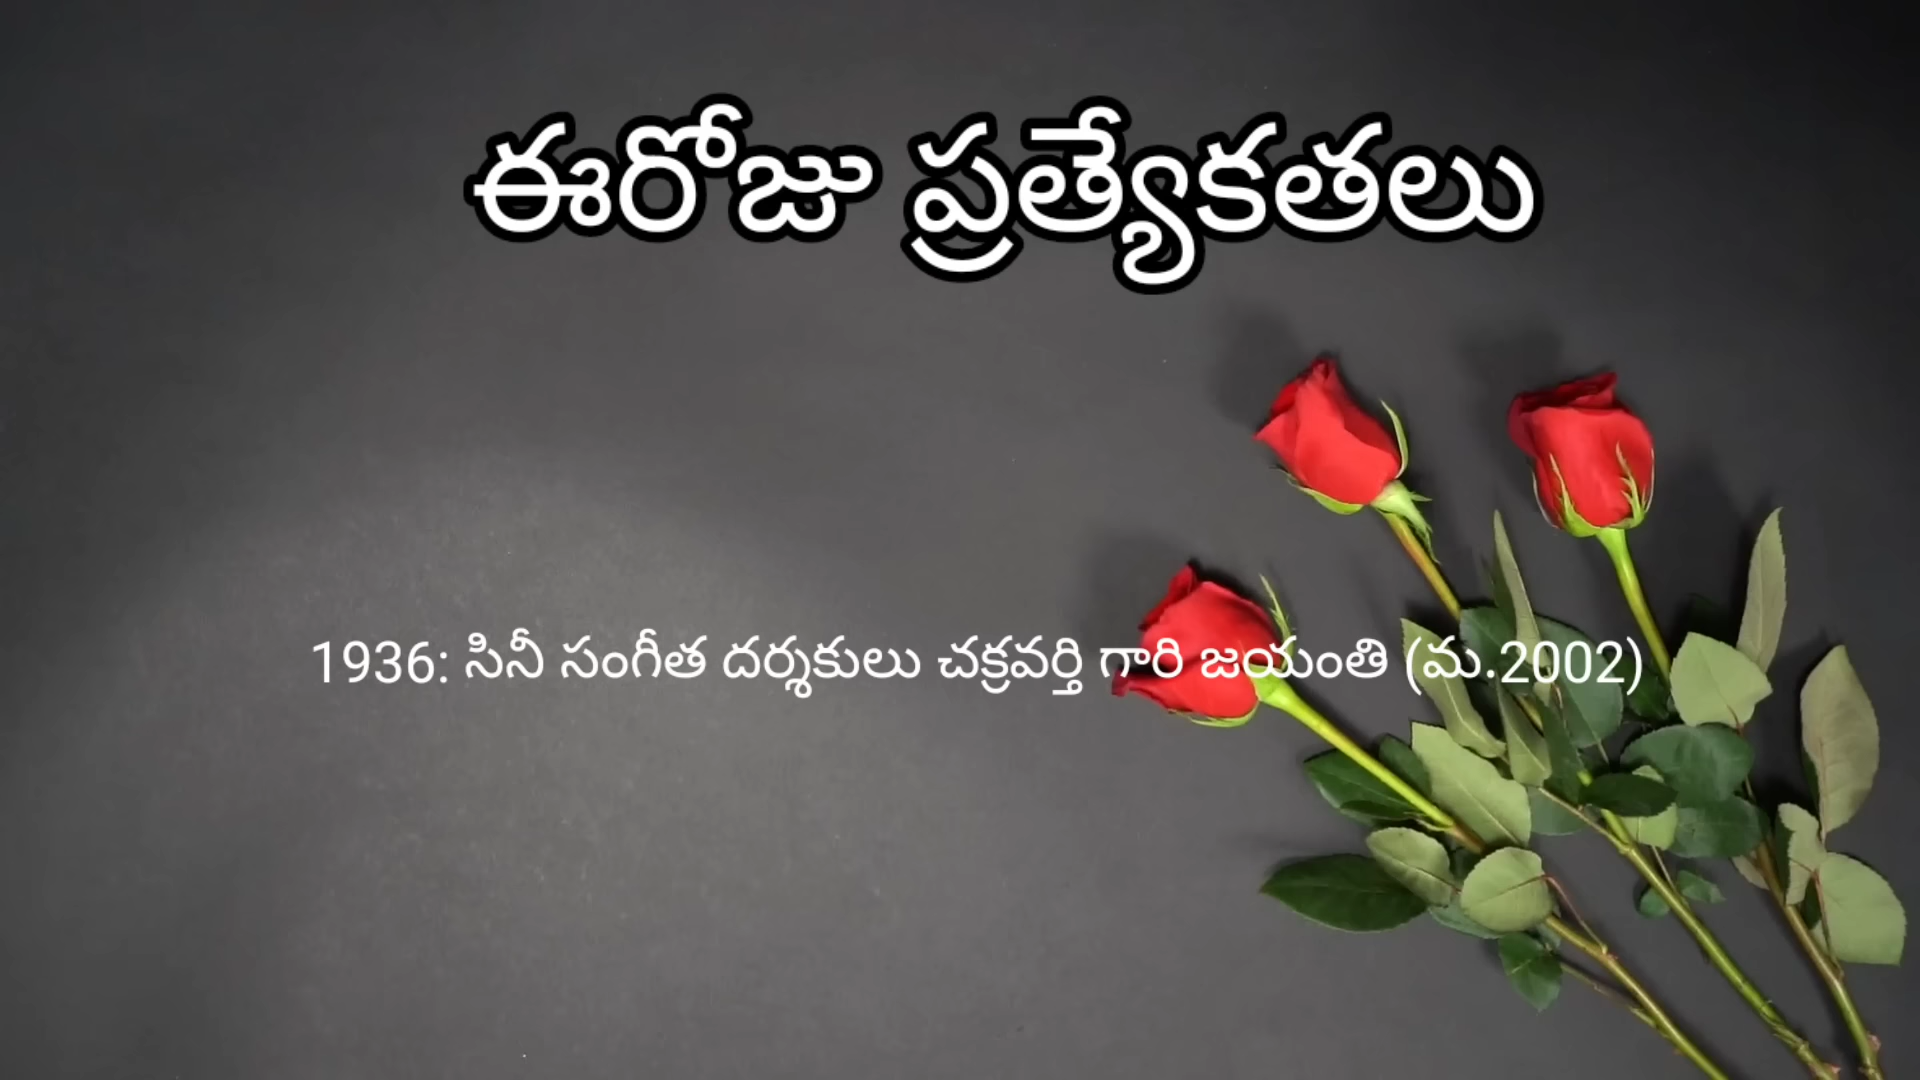 ఈరోజు ప్రత్యేకతలు
1936: సినీ సంగీత దర్శకులు చక్రవర్తి గారి జయంతి (మ.2002)